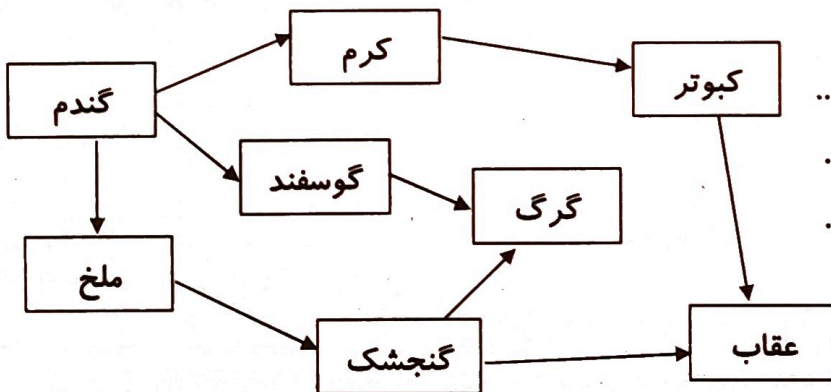 کرم
کبوتر
گندم
گوسفند
گرگ
ملخ
گنجشک
عقاب